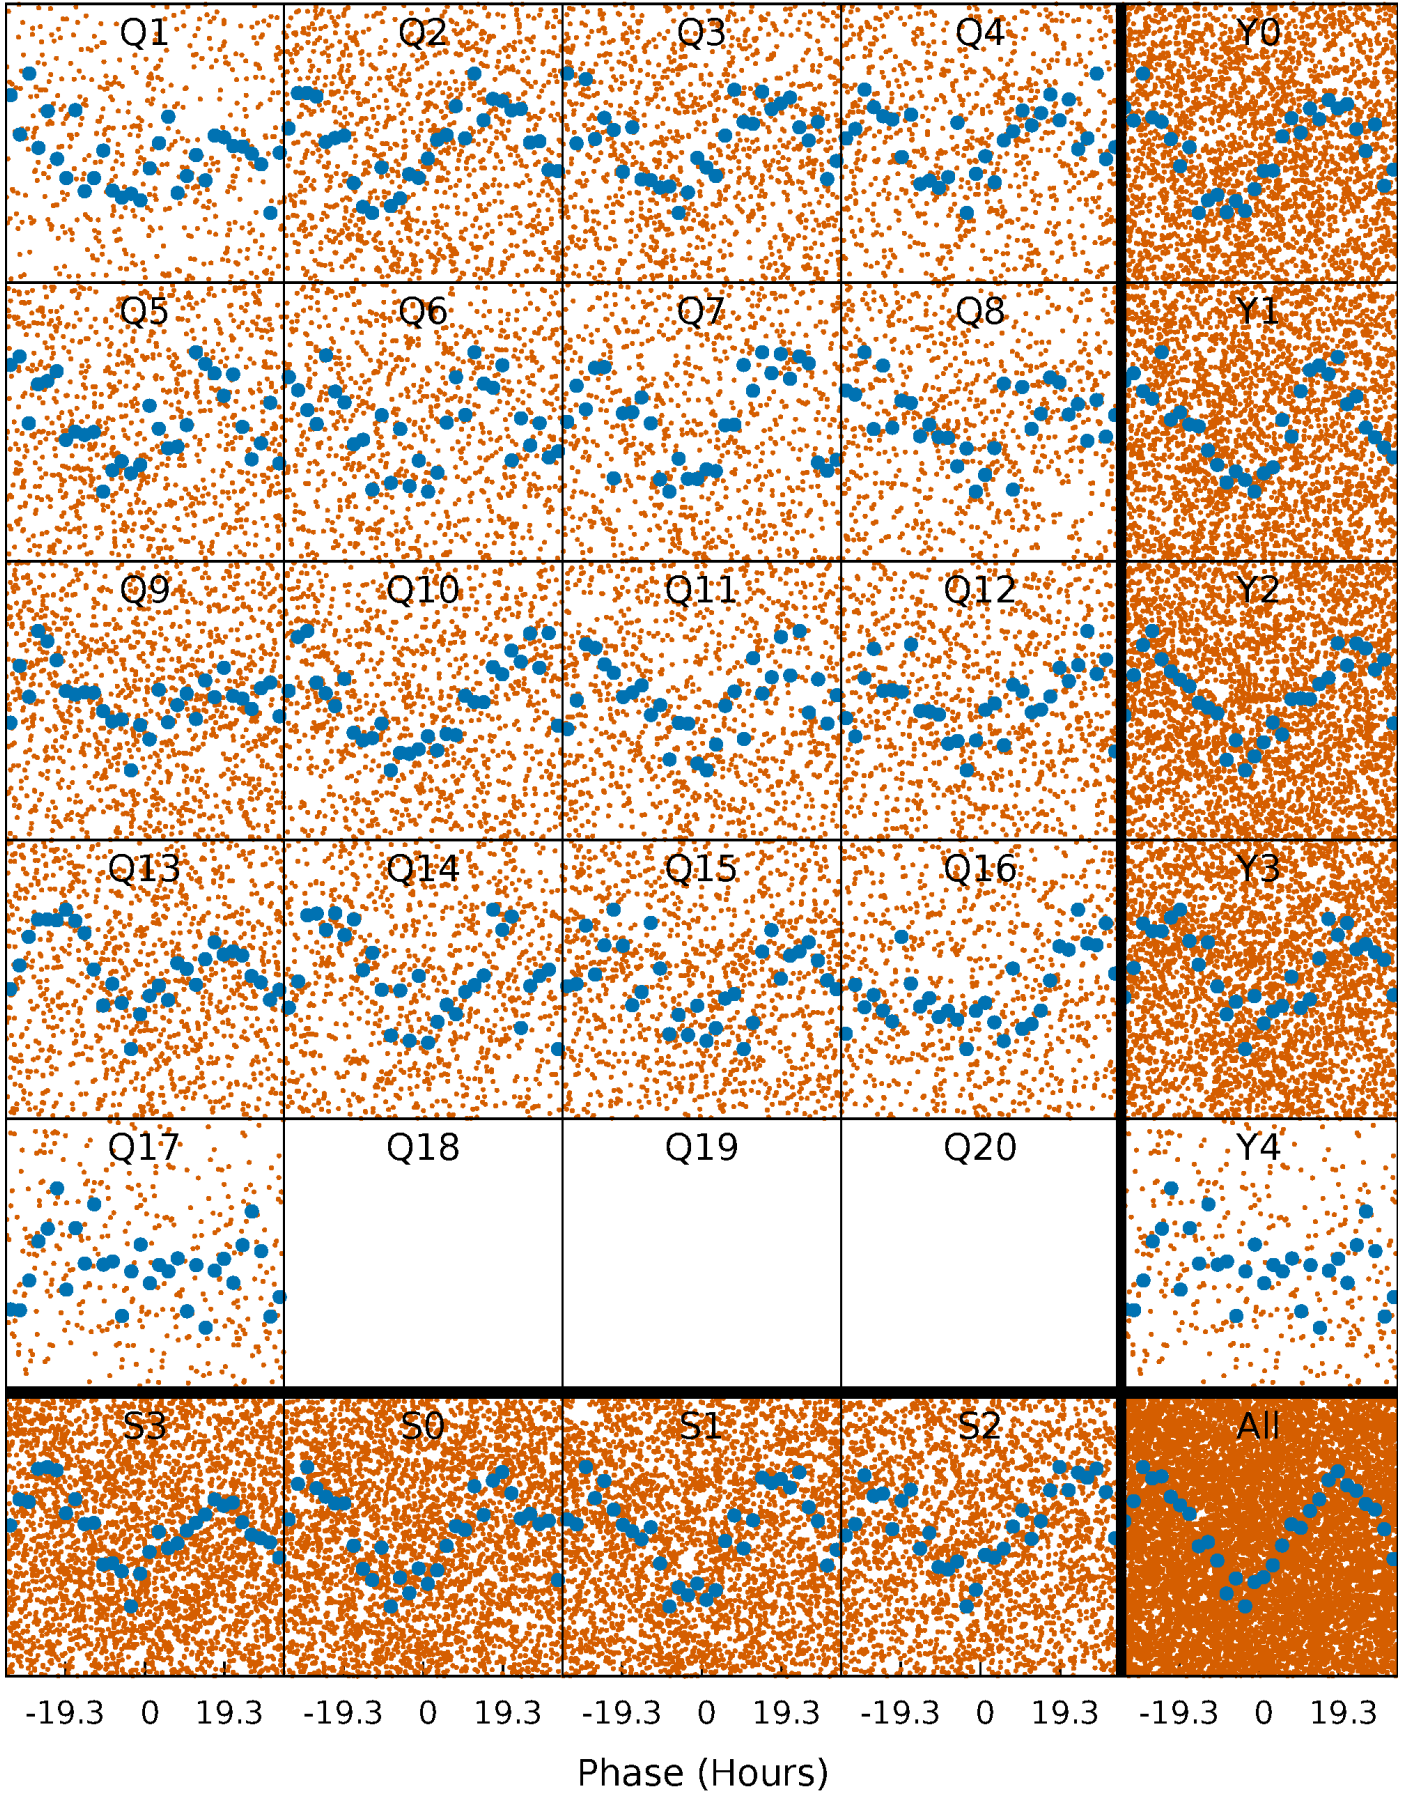 Q1 Q2 Q3 Q4 Y0
Q5 Q6 Q7 Q8 Y1
Q9 Q10 Q11 Q12 Y2
Q13 Q14 Q15 Q16 Y3
Q17 Q18 Q19 Q20 Y4
S3 S0 S1 S2 All
-19.3 0 19.3 -19.3 0 19.3 -19.3 0 19.3 -19.3 0 19.3 -19.3 0 19.3
Phase (Hours)